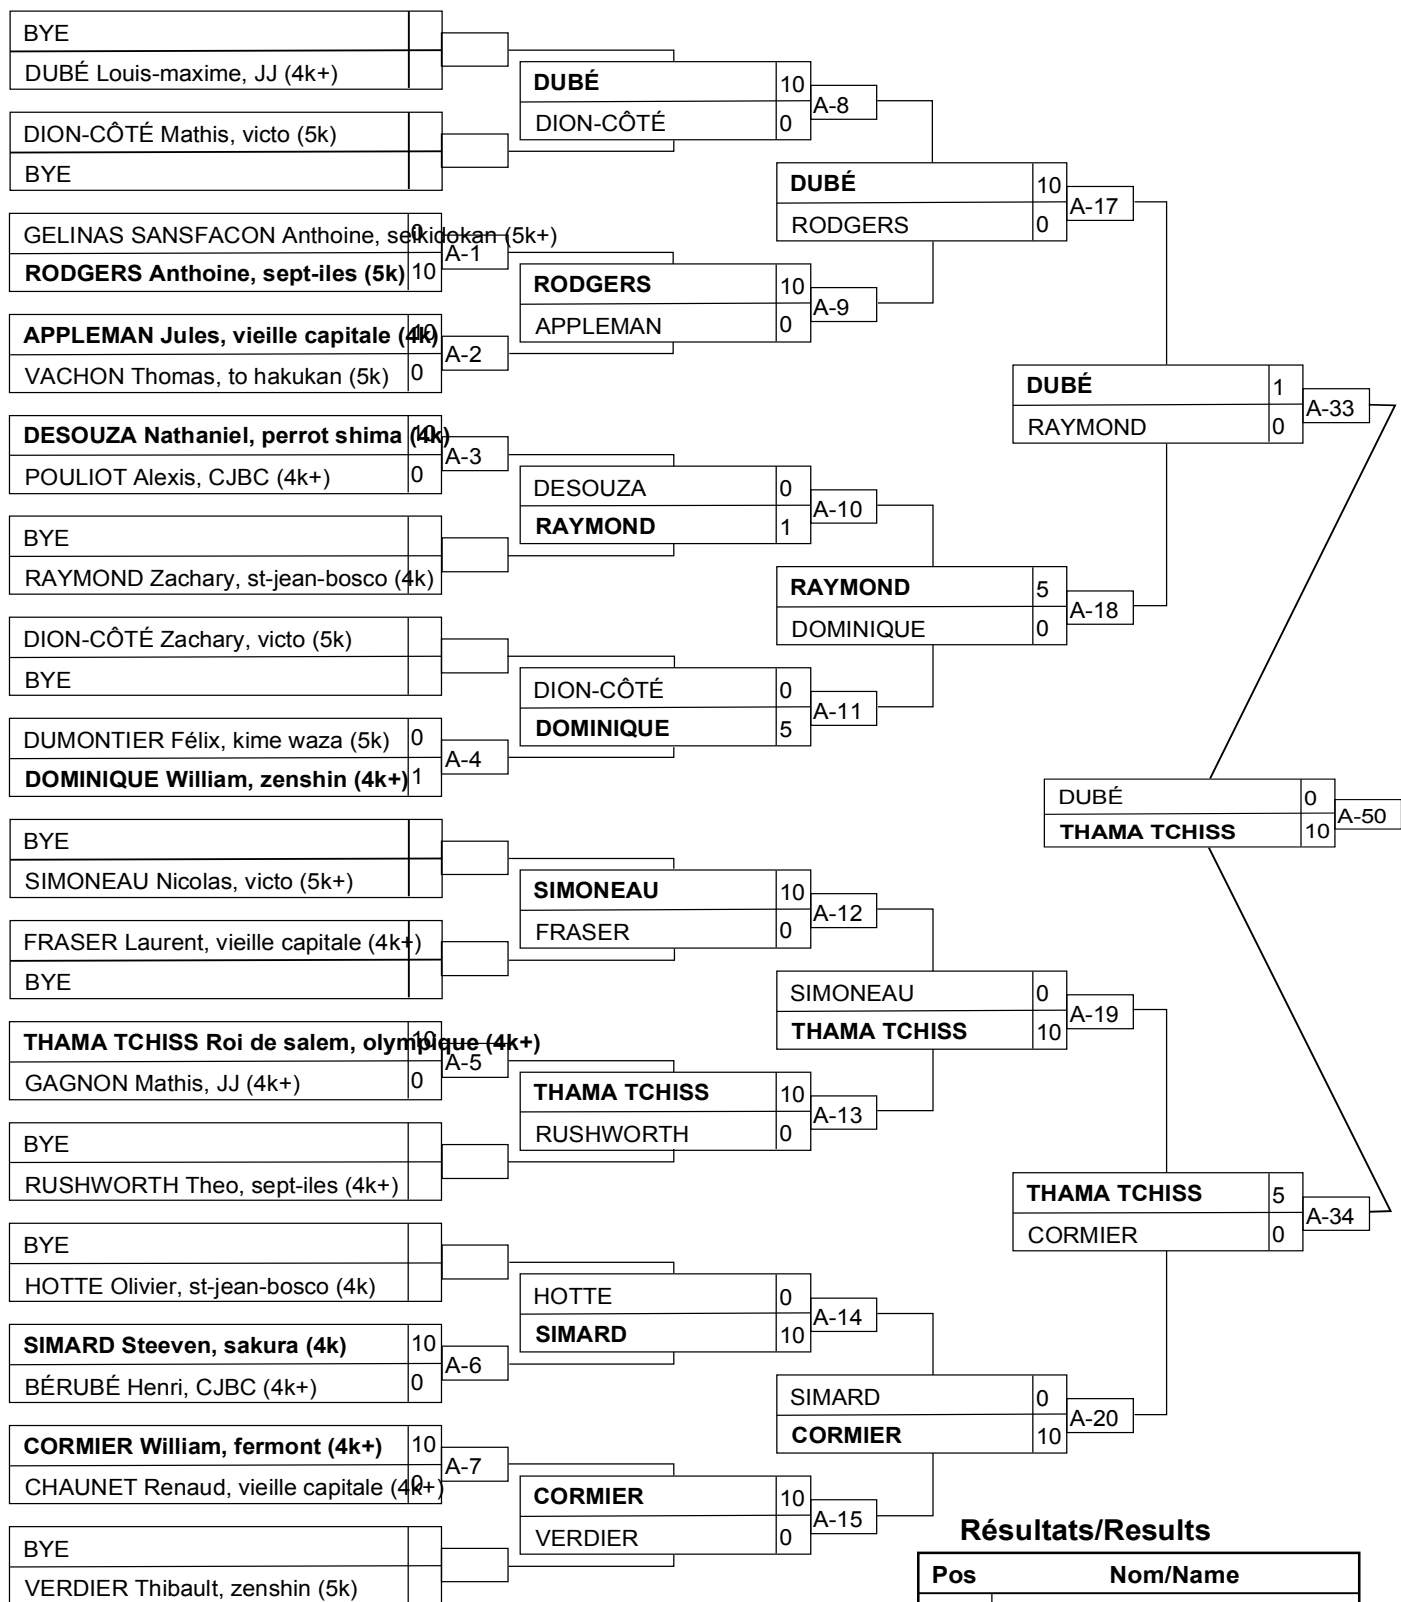 BYE
DUBÉ Louis-maxime, JJ (4k+)
DION-CÔTÉ Mathis, victo (5k)
BYE
GELINAS SANSFACON Anthoine, seikidokan (5k+) 0
RODGERS Anthoine, sept-iles (5k) 10
A-1
APPLEMAN Jules, vieille capitale (4k) 10
VACHON Thomas, to hakukan (5k) 0
A-2
DESOUZA Nathaniel, perrot shima (4k) 10
POULIOT Alexis, CJBC (4k+) 0
A-3
BYE
RAYMOND Zachary, st-jean-bosco (4k)
DION-CÔTÉ Zachary, victo (5k)
BYE
DUMONTIER Félix, kime waza (5k) 0
DOMINIQUE William, zenshin (4k+) 1
A-4
BYE
SIMONEAU Nicolas, victo (5k+)
FRASER Laurent, vieille capitale (4k+)
BYE
THAMA TCHISS Roi de salem, olympique (4k+) 10
GAGNON Mathis, JJ (4k+) 0
A-5
BYE
RUSHWORTH Theo, sept-iles (4k+)
BYE
HOTTE Olivier, st-jean-bosco (4k)
SIMARD Steeven, sakura (4k) 10
BÉRUBÉ Henri, CJBC (4k+) 0
A-6
CORMIER William, fermont (4k+) 10
CHAUNET Renaud, vieille capitale (4k+) 0
A-7
BYE
VERDIER Thibault, zenshin (5k)
DUBÉ 10
DION-CÔTÉ 0
A-8
RODGERS 10
APPLEMAN 0
A-9
DESOUZA 0
RAYMOND 1
A-10
DION-CÔTÉ 0
DOMINIQUE 5
A-11
SIMONEAU 10
FRASER 0
A-12
THAMA TCHISS 10
RUSHWORTH 0
A-13
HOTTE 0
SIMARD 10
A-14
CORMIER 10
VERDIER 0
A-15
DUBÉ 10
RODGERS 0
A-17
RAYMOND 5
DOMINIQUE 0
A-18
SIMONEAU 0
THAMA TCHISS 10
A-19
SIMARD 0
CORMIER 10
A-20
DUBÉ 1
RAYMOND 0
A-33
THAMA TCHISS 5
CORMIER 0
A-34
DUBÉ 0
THAMA TCHISS 10
A-50
Résultats/Results
Pos Nom/Name